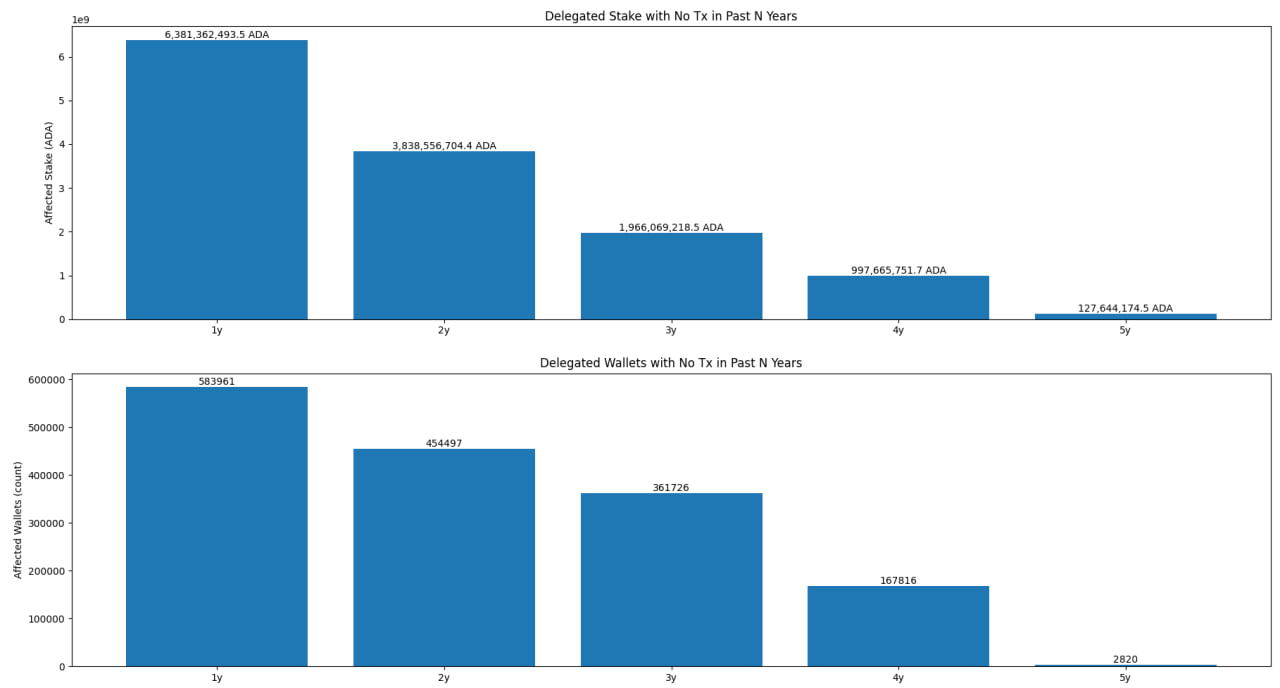 Delegated Stake with No Tx in Past N Years
1e9
Affected Stake (ADA)
6
5
4
3
2
1
0
6,381,362,493.5 ADA
3,838,556,704.4 ADA
1,966,069,218.5 ADA
997,665,751.7 ADA
127,644,174.5 ADA
1y 2y 3y 4y 5y
Delegated Wallets with No Tx in Past N Years
Affected Wallets (count)
600000
500000
400000
300000
200000
100000
0
583961
454497
361726
167816
2820
1y 2y 3y 4y 5y